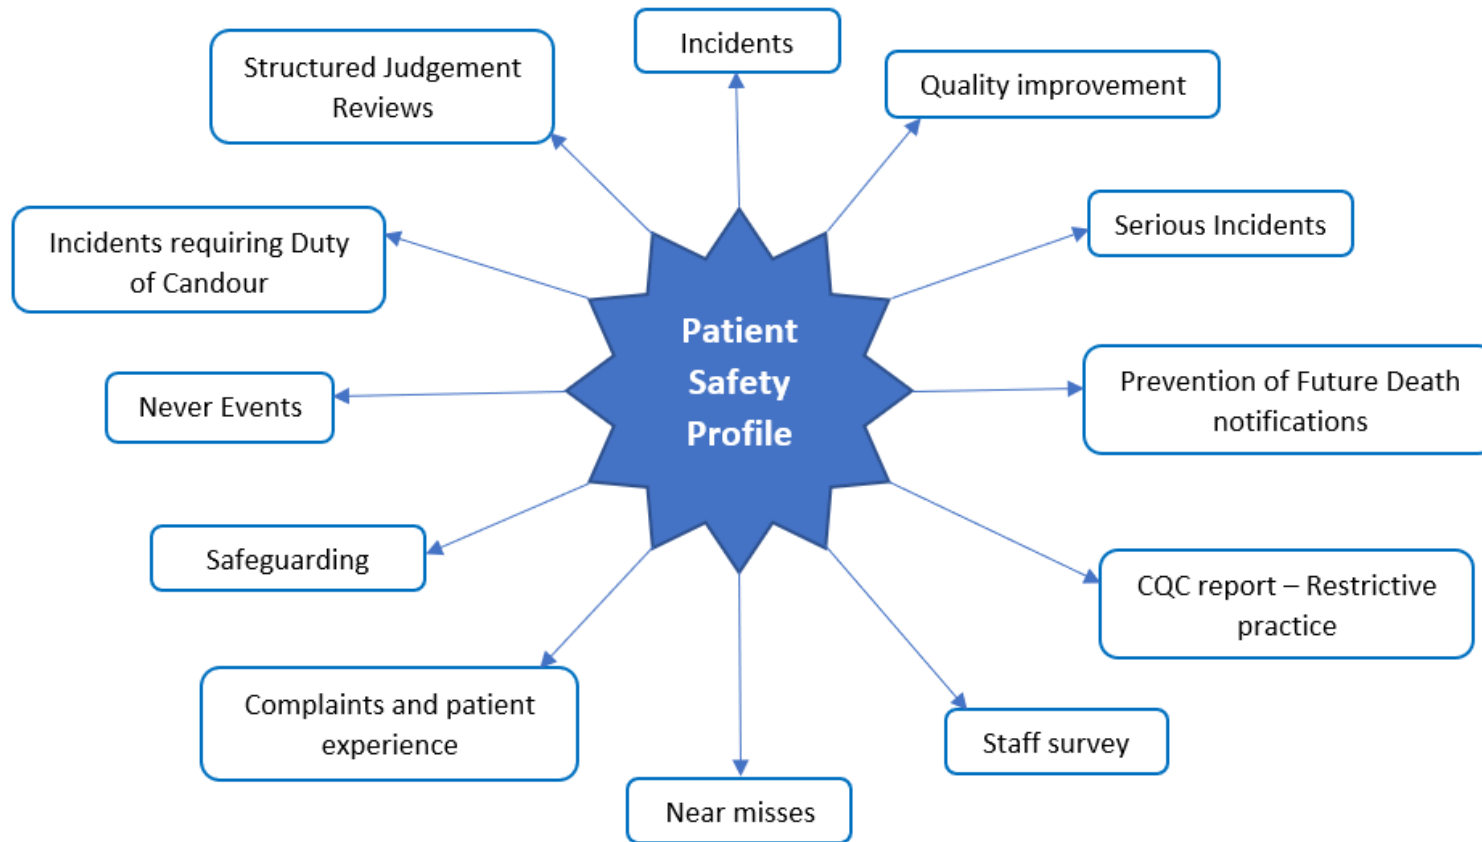 Incidents
Structured Judgement
Reviews
Quality improvement
Incidents requiring Duty
of Candour
Serious Incidents
Patient
Safety
Profile
Never Events
Prevention of Future Death
notifications
Safeguarding
CQC report – Restrictive
practice
Complaints and patient
experience
Staff survey
Near misses